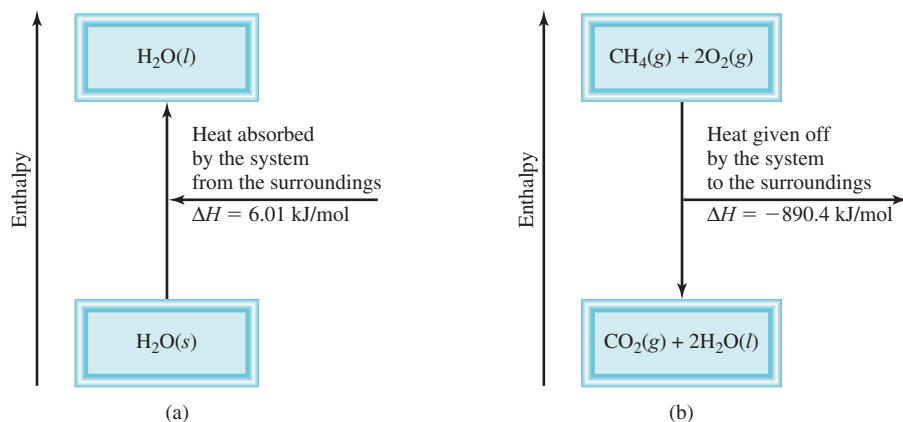 Enthalpy
H₂O(l)
Heat absorbed
by the system
from the surroundings
ΔH = 6.01 kJ/mol
H₂O(s)
(a)
Enthalpy
CH₄(g) + 2O₂(g)
Heat given off
by the system
to the surroundings
ΔH = −890.4 kJ/mol
CO₂(g) + 2H₂O(l)
(b)